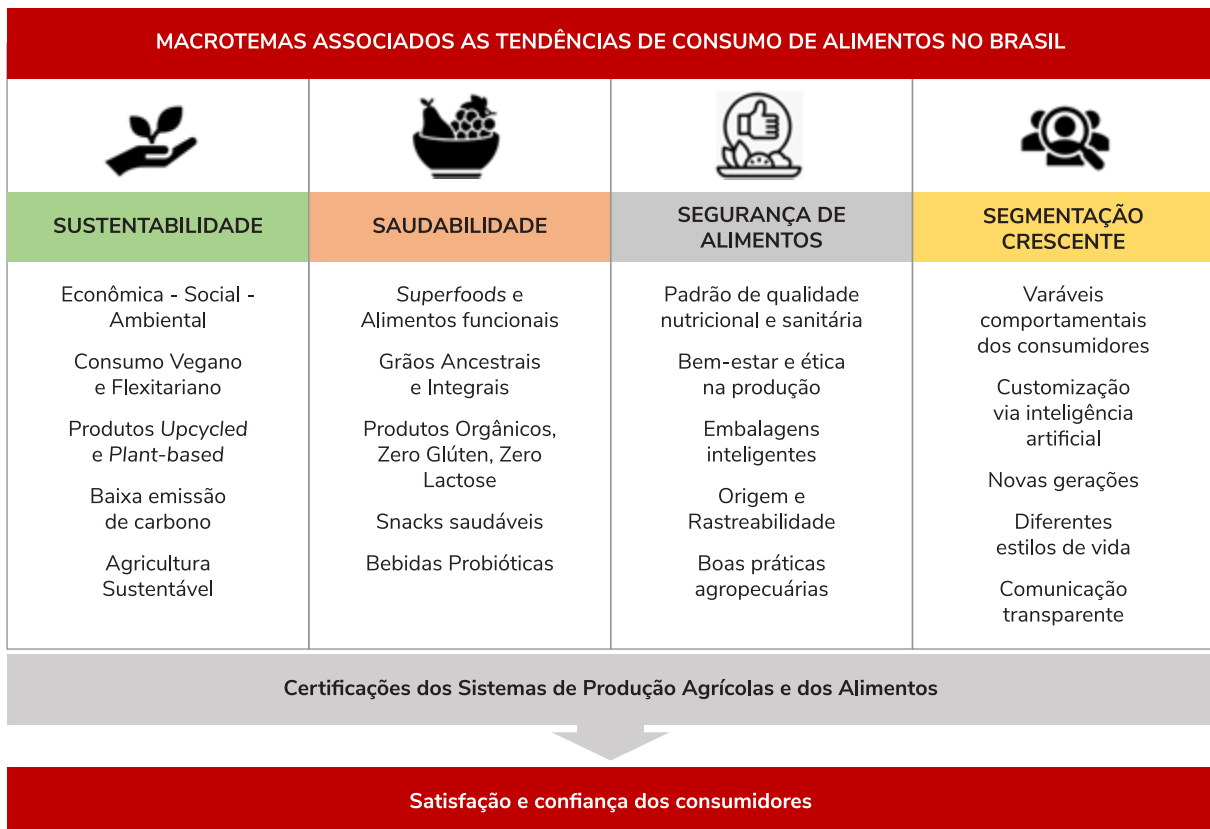 MACROTEMAS ASSOCIADOS AS TENDÊNCIAS DE CONSUMO DE ALIMENTOS NO BRASIL
SUSTENTABILIDADE
Econômica - Social -
Ambiental
Consumo Vegano
e Flexitariano
Produtos Upcycled
e Plant-based
Baixa emissão
de carbono
Agricultura
Sustentável
SAUDABILIDADE
Superfoods e
Alimentos funcionais
Grãos Ancestrais
e Integrais
Produtos Orgânicos,
Zero Glúten, Zero
Lactose
Snacks saudáveis
Bebidas Probióticas
SEGURANÇA DE
ALIMENTOS
Padrão de qualidade
nutricional e sanitária
Bem-estar e ética
na produção
Embalagens
inteligentes
Origem e
Rastreabilidade
Boas práticas
agropecuárias
SEGMENTAÇÃO
CRESCENTE
Varáveis
comportamentais
dos consumidores
Customização
via inteligência
artificial
Novas gerações
Diferentes
estilos de vida
Comunicação
transparente
Certificações dos Sistemas de Produção Agrícolas e dos Alimentos
Satisfação e confiança dos consumidores